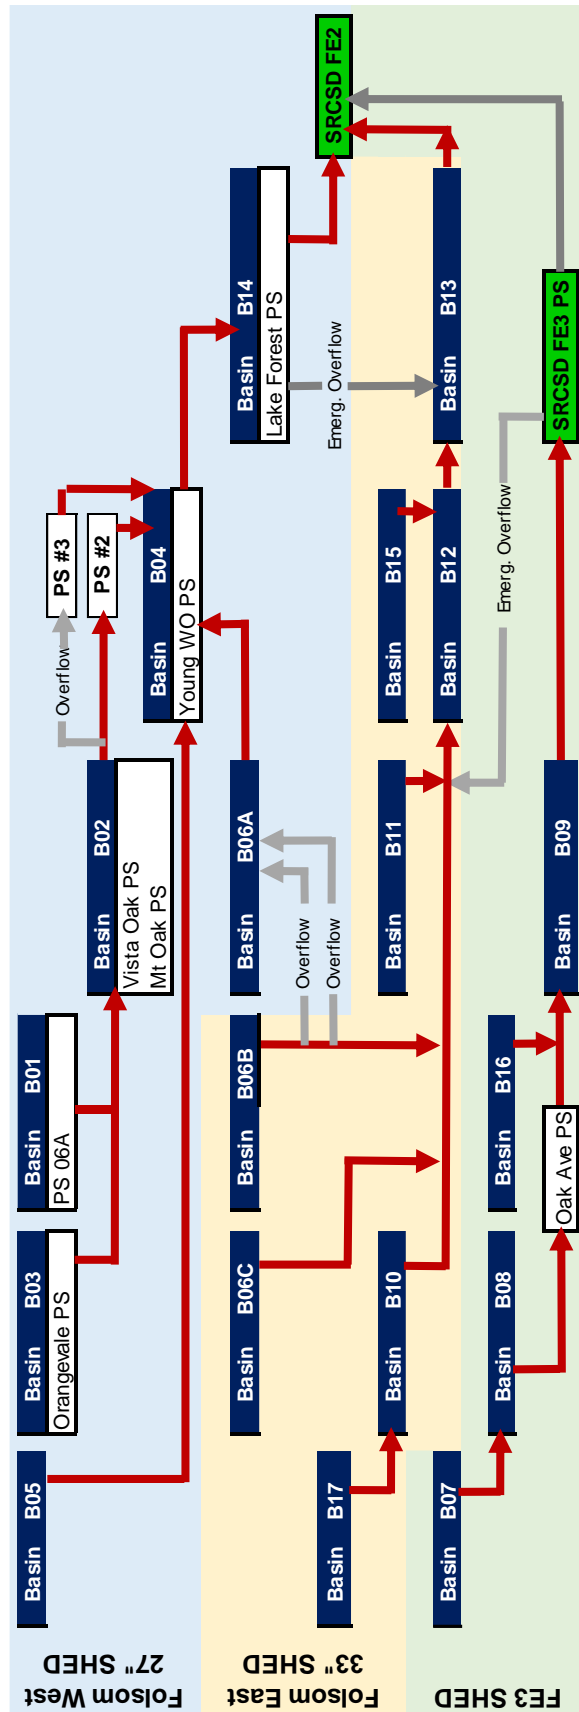 Folsom West
27" SHED
Basin B05
Basin B03
Orangevale PS
Basin B01
PS 06A
Basin B02
Vista Oak PS
Mt Oak PS
Overflow
PS #3
PS #2
Basin B04
Young WO PS
Basin B06A
Overflow
Overflow
Basin B14
Lake Forest PS
Emerg. Overflow
SRCSD FE2
Folsom East
33" SHED
Basin B17
Basin B06C
Basin B06B
Basin B10
Basin B11
Basin B15
Basin B12
Basin B13
FE3 SHED
Basin B07
Basin B08
Oak Ave PS
Basin B16
Basin B09
Emerg. Overflow
SRCSD FE3 PS